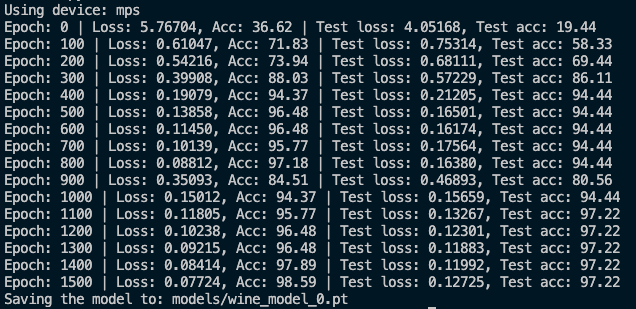 Using device: mps
Epoch: 0 | Loss: 5.76704, Acc: 36.62 | Test loss: 4.05168, Test acc: 19.44
Epoch: 100 | Loss: 0.61047, Acc: 71.83 | Test loss: 0.75314, Test acc: 58.33
Epoch: 200 | Loss: 0.54216, Acc: 73.94 | Test loss: 0.68111, Test acc: 69.44
Epoch: 300 | Loss: 0.39908, Acc: 88.03 | Test loss: 0.57229, Test acc: 86.11
Epoch: 400 | Loss: 0.19079, Acc: 94.37 | Test loss: 0.21205, Test acc: 94.44
Epoch: 500 | Loss: 0.13858, Acc: 96.48 | Test loss: 0.16501, Test acc: 94.44
Epoch: 600 | Loss: 0.11450, Acc: 96.48 | Test loss: 0.16174, Test acc: 94.44
Epoch: 700 | Loss: 0.10139, Acc: 95.77 | Test loss: 0.17564, Test acc: 94.44
Epoch: 800 | Loss: 0.08812, Acc: 97.18 | Test loss: 0.16380, Test acc: 94.44
Epoch: 900 | Loss: 0.35093, Acc: 84.51 | Test loss: 0.46893, Test acc: 80.56
Epoch: 1000 | Loss: 0.15012, Acc: 94.37 | Test loss: 0.15659, Test acc: 94.44
Epoch: 1100 | Loss: 0.11805, Acc: 95.77 | Test loss: 0.13267, Test acc: 97.22
Epoch: 1200 | Loss: 0.10238, Acc: 96.48 | Test loss: 0.12301, Test acc: 97.22
Epoch: 1300 | Loss: 0.09215, Acc: 96.48 | Test loss: 0.11883, Test acc: 97.22
Epoch: 1400 | Loss: 0.08414, Acc: 97.89 | Test loss: 0.11992, Test acc: 97.22
Epoch: 1500 | Loss: 0.07724, Acc: 98.59 | Test loss: 0.12725, Test acc: 97.22
Saving the model to: models/wine_model_0.pt